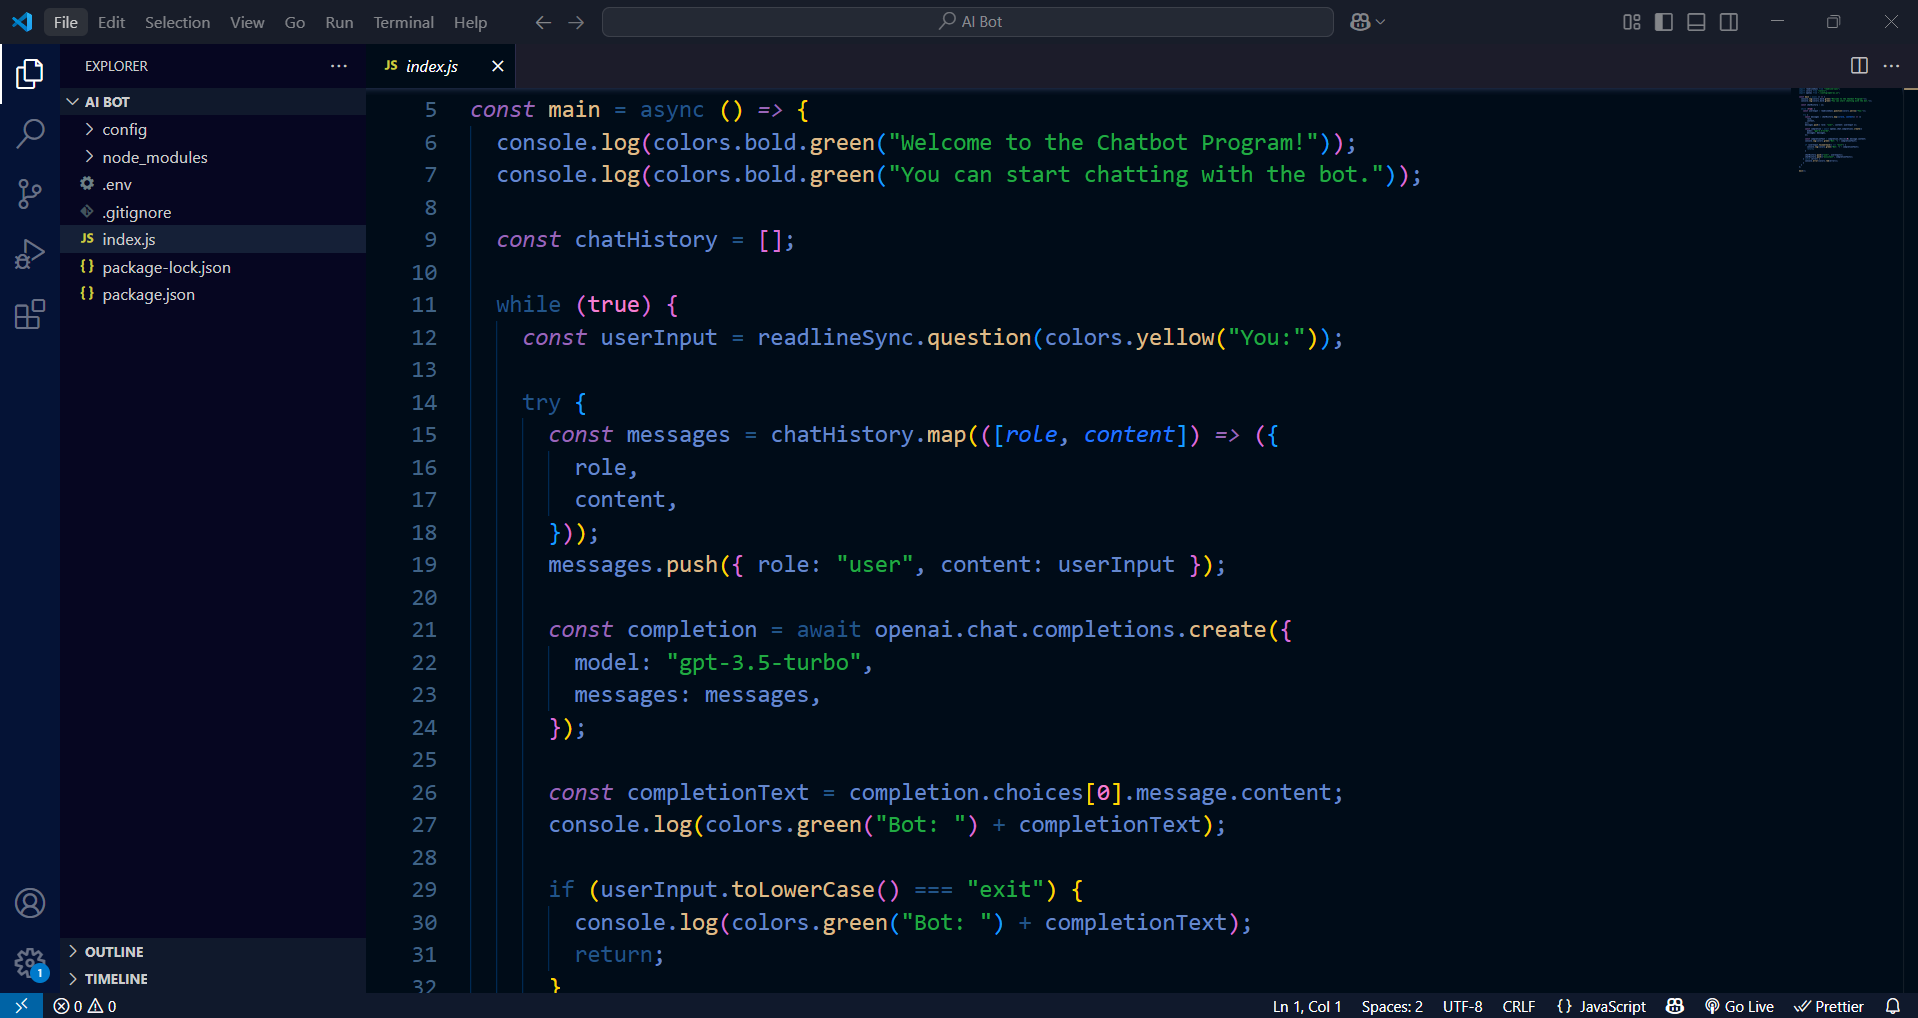 File Edit Selection View Go Run Terminal Help
AI Bot
EXPLORER
AI BOT
config
node_modules
.env
.gitignore
JS index.js
{} package-lock.json
{} package.json
OUTLINE
TIMELINE
JS index.js
5 const main = async () => {
6 console.log(colors.bold.green("Welcome to the Chatbot Program!"));
7 console.log(colors.bold.green("You can start chatting with the bot."));
8
9 const chatHistory = [];
10
11 while (true) {
12 const userInput = readlineSync.question(colors.yellow("You:"));
13
14 try {
15 const messages = chatHistory.map(([role, content]) => ({
16 role,
17 content,
18 }));
19 messages.push({ role: "user", content: userInput });
20
21 const completion = await openai.chat.completions.create({
22 model: "gpt-3.5-turbo",
23 messages: messages,
24 });
25
26 const completionText = completion.choices[0].message.content;
27 console.log(colors.green("Bot: ") + completionText);
28
29 if (userInput.toLowerCase() === "exit") {
30 console.log(colors.green("Bot: ") + completionText);
31 return;
32 }
1
0 0 Ln 1, Col 1 Spaces: 2 UTF-8 CRLF {} JavaScript Go Live Prettier